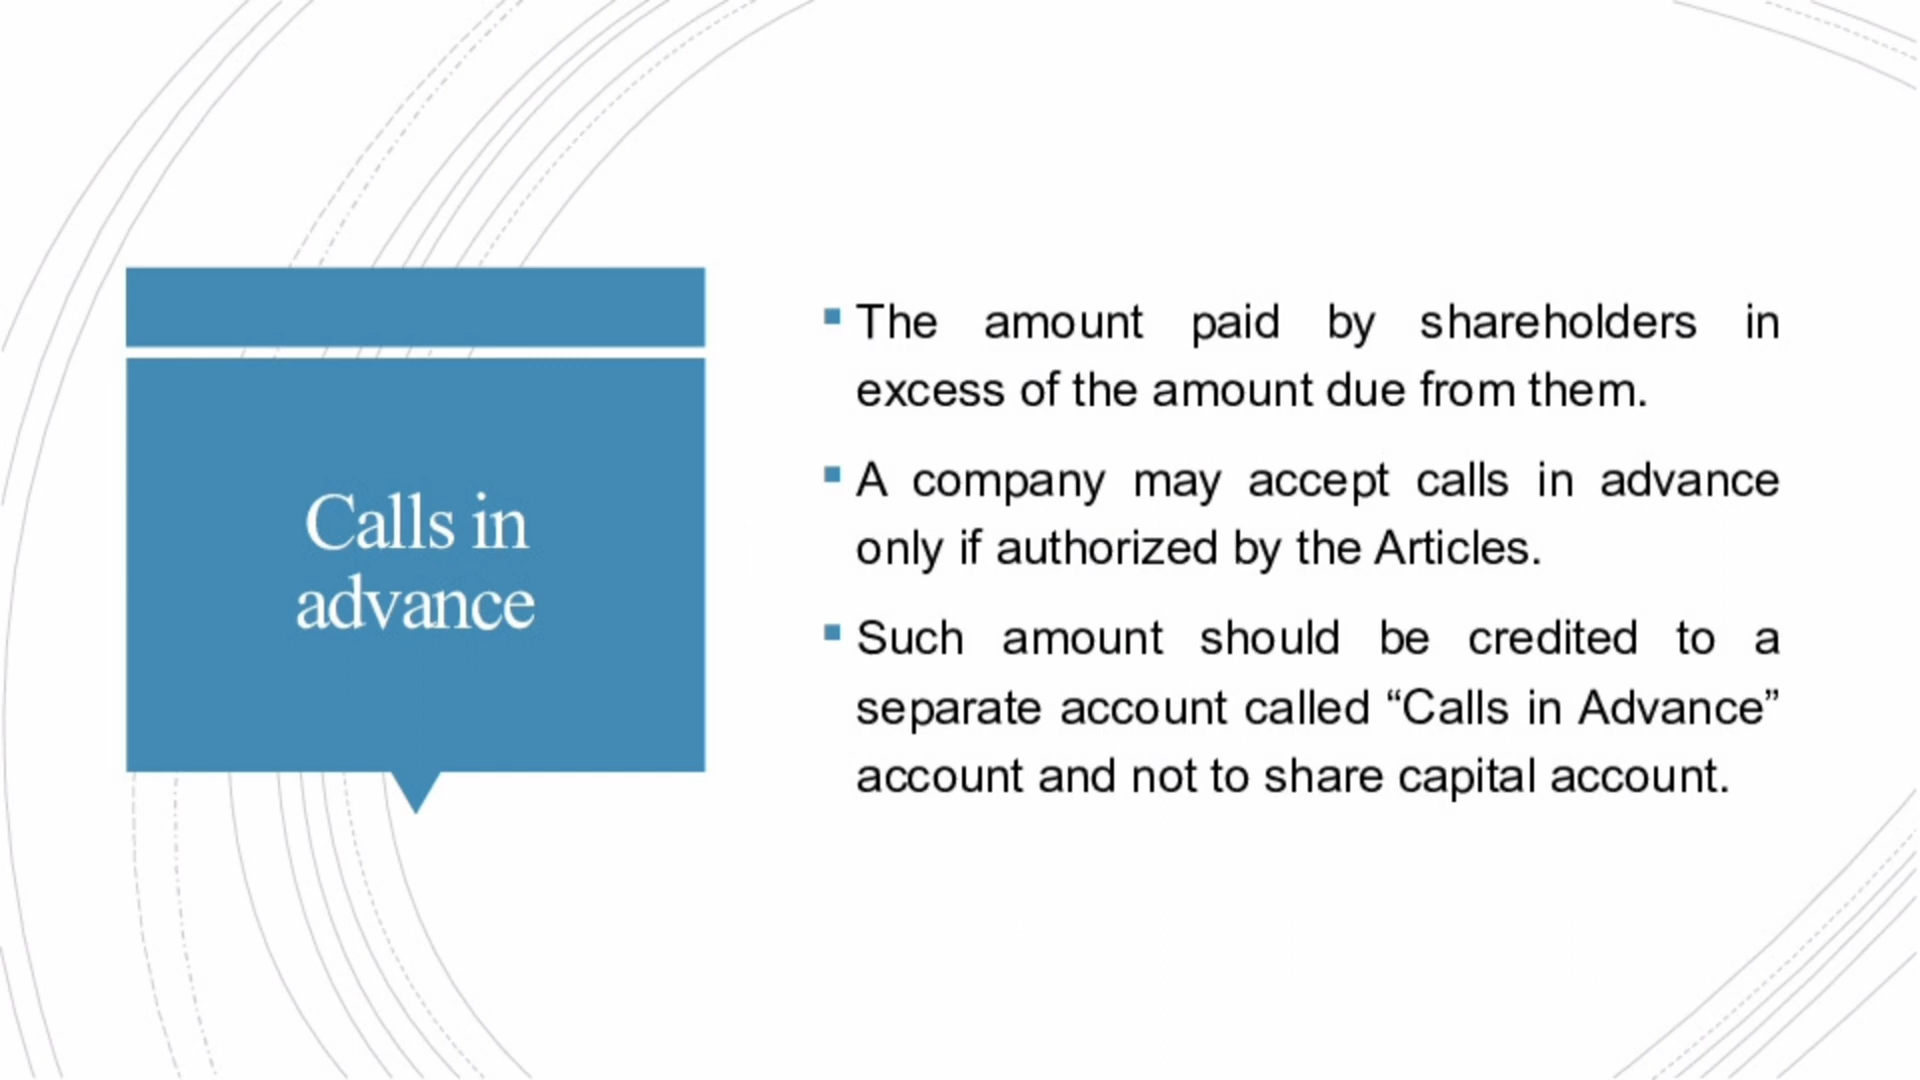 Calls in
advance
The amount paid by shareholders in
excess of the amount due from them.
A company may accept calls in advance
only if authorized by the Articles.
Such amount should be credited to a
separate account called “Calls in Advance”
account and not to share capital account.